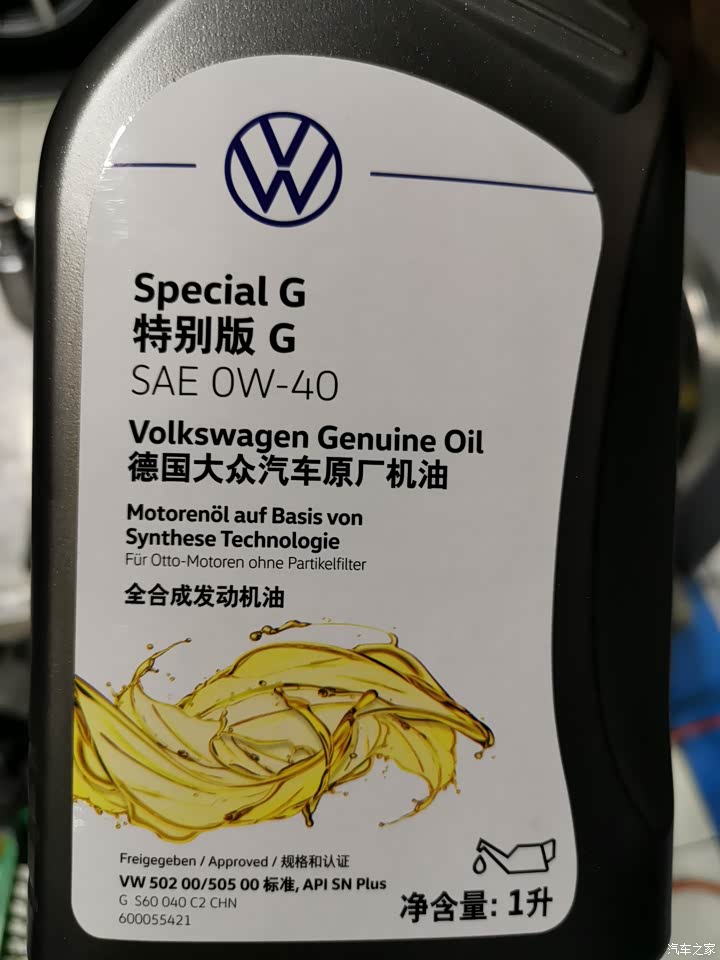 Special G
特别版 G
SAE 0W-40
Volkswagen Genuine Oil
德国大众汽车原厂机油
Motorenöl auf Basis von
Synthese Technologie
Für Otto-Motoren ohne Partikelfilter
全合成发动机油
Freigegeben / Approved / 规格和认证
VW 502 00/505 00 标准, API SN Plus
G S60 040 C2 CHN
600055421
净含量: 1升
汽车之家